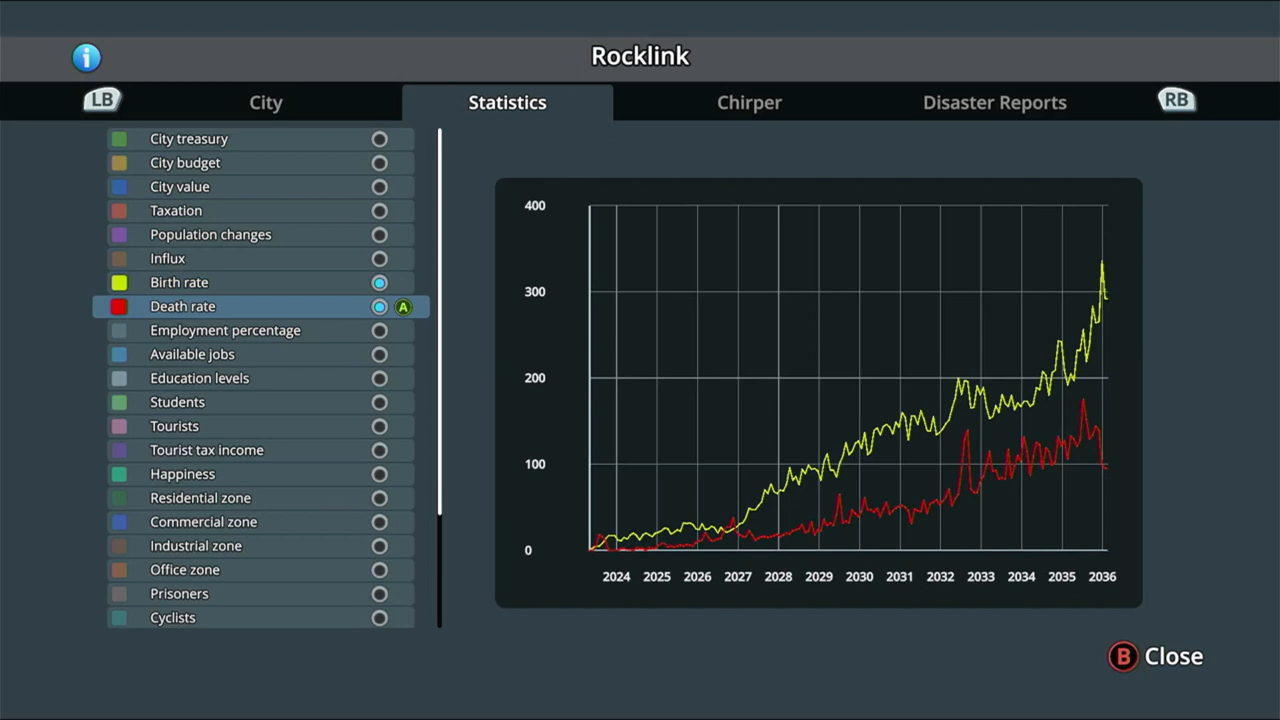 i
Rocklink
LB City Statistics Chirper Disaster Reports RB
City treasury
City budget
City value
Taxation
Population changes
Influx
Birth rate
Death rate A
Employment percentage
Available jobs
Education levels
Students
Tourists
Tourist tax income
Happiness
Residential zone
Commercial zone
Industrial zone
Office zone
Prisoners
Cyclists
400
300
200
100
0
2024 2025 2026 2027 2028 2029 2030 2031 2032 2033 2034 2035 2036
B Close